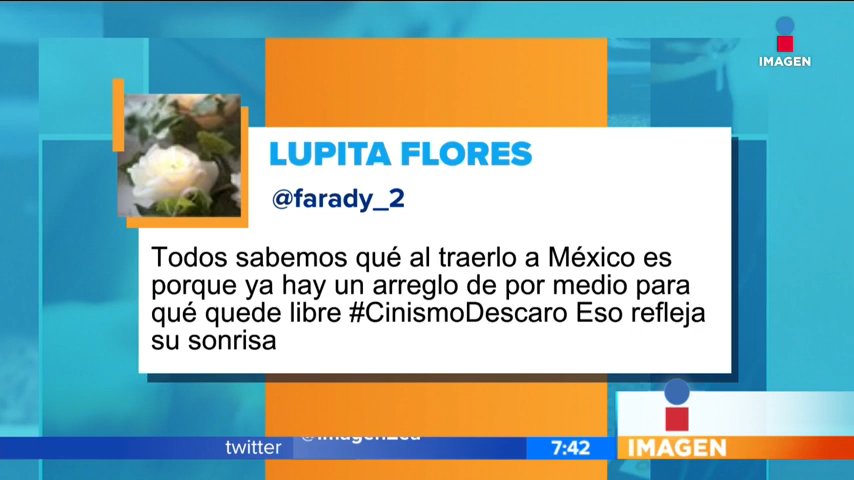 IMAGEN
LUPITA FLORES
@farady_2
Todos sabemos qué al traerlo a México es
porque ya hay un arreglo de por medio para
qué quede libre #CinismoDescaro Eso refleja
su sonrisa
twitter
7:42
IMAGEN